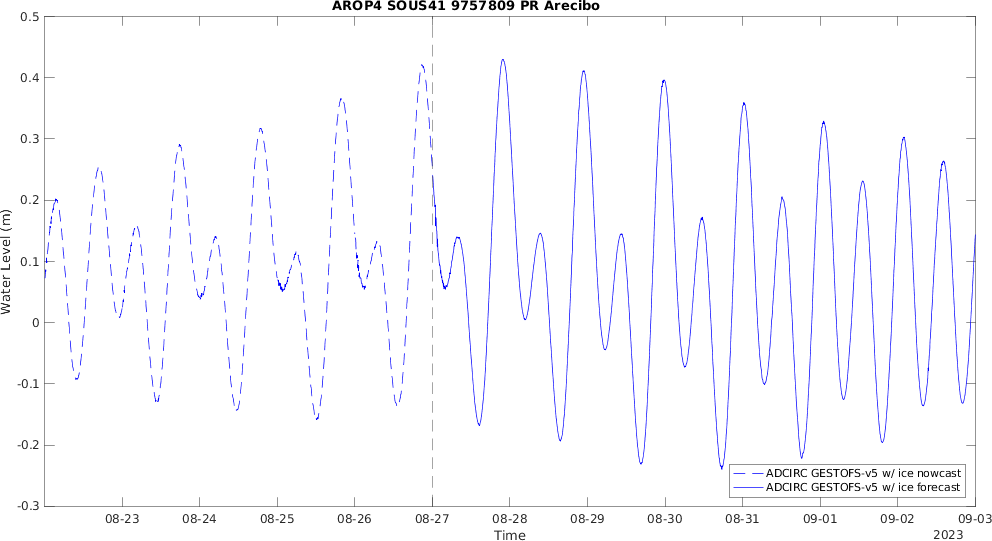 AROP4 SOUS41 9757809 PR Arecibo
0.5
0.4
0.3
0.2
0.1
0
-0.1
-0.2
-0.3
Water Level (m)
ADCIRC GESTOFS-v5 w/ ice nowcast
ADCIRC GESTOFS-v5 w/ ice forecast
08-23 08-24 08-25 08-26 08-27 08-28 08-29 08-30 08-31 09-01 09-02 09-03
Time
2023